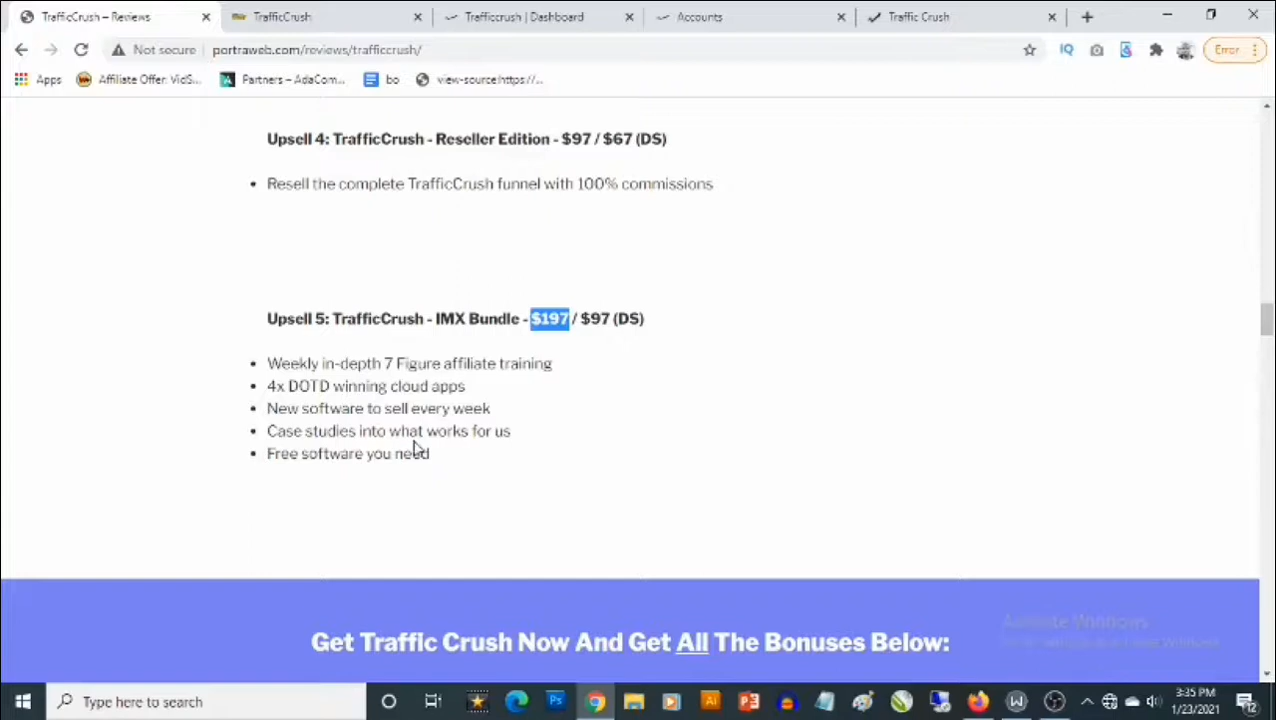 TrafficCrush – Reviews
TrafficCrush
Trafficcrush | Dashboard
Accounts
Traffic Crush
Not secure
portraweb.com/reviews/trafficcrush/
IQ
Error
Apps
Affiliate Offer: VidS...
Partners – AdaCom...
bo
view-source:https://...
Upsell 4: TrafficCrush - Reseller Edition - $97 / $67 (DS)
Resell the complete TrafficCrush funnel with 100% commissions
Upsell 5: TrafficCrush - IMX Bundle - $197 / $97 (DS)
Weekly in-depth 7 Figure affiliate training
4x DOTD winning cloud apps
New software to sell every week
Case studies into what works for us
Free software you need
Activate Windows
Get Traffic Crush Now And Get All The Bonuses Below:
Type here to search
3:35 PM
1/23/2021